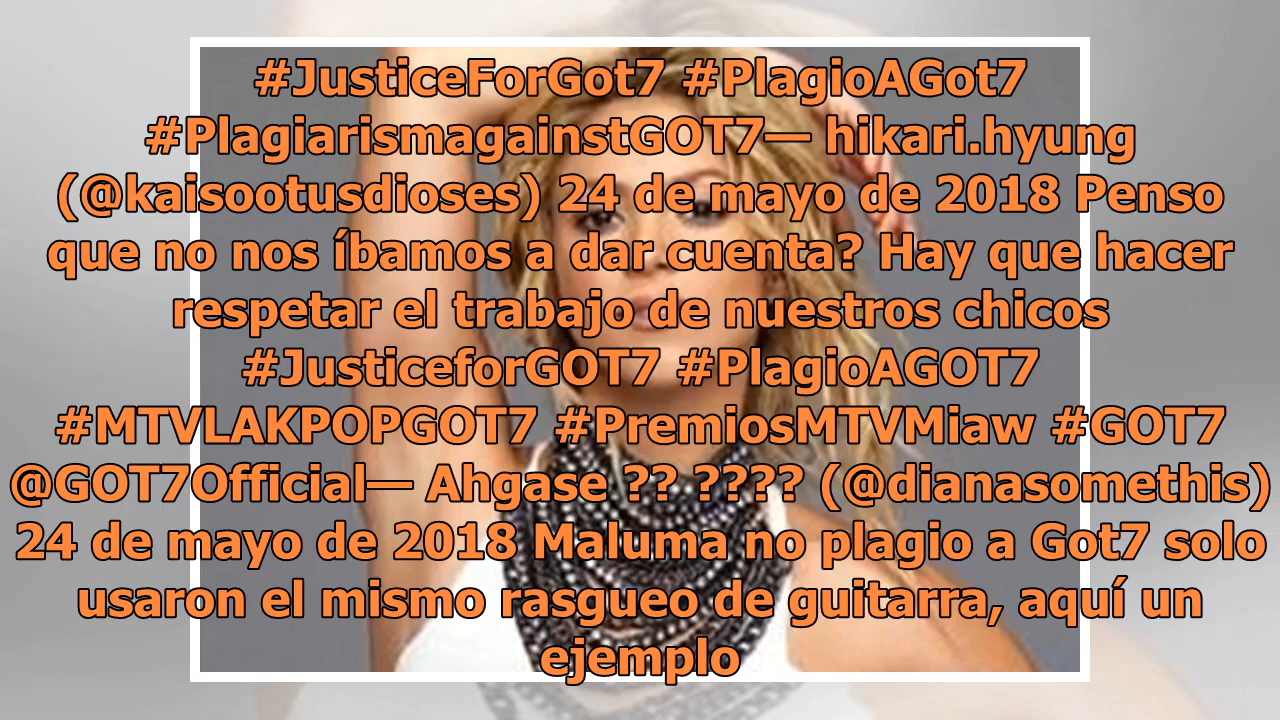 #JusticeForGot7 #PlagioAGot7
#PlagiarismagainstGOT7— hikari.hyung
(@kaisootusdioses) 24 de mayo de 2018 Penso
que no nos íbamos a dar cuenta? Hay que hacer
respetar el trabajo de nuestros chicos
#JusticeforGOT7 #PlagioAGOT7
#MTVLAKPOPGOT7 #PremiosMTVMiaw #GOT7
@GOT7Official— Ahgase ?? ???? (@dianasomethis)
24 de mayo de 2018 Maluma no plagio a Got7 solo
usaron el mismo rasgueo de guitarra, aquí un
ejemplo